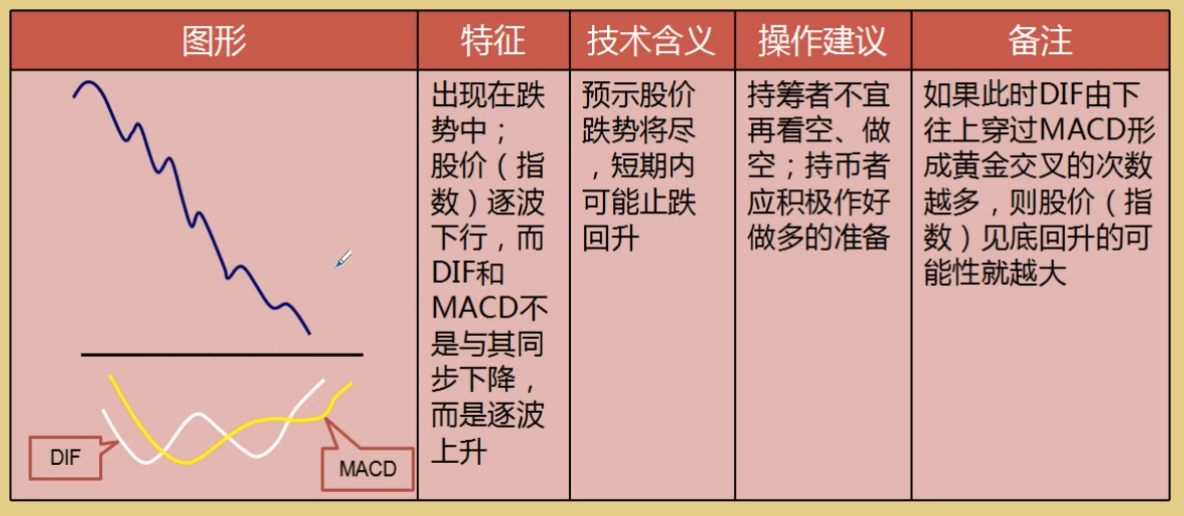 图形
特征
技术含义
操作建议
备注
出现在跌
势中；
股价（指
数）逐波
下行，而
DIF和
MACD不
是与其同
步下降，
而是逐波
上升
预示股价
跌势将尽
，短期内
可能止跌
回升
持筹者不宜
再看空、做
空；持币者
应积极作好
做多的准备
如果此时DIF由下
往上穿过MACD形
成黄金交叉的次数
越多，则股价（指
数）见底回升的可
能性就越大
DIF
MACD